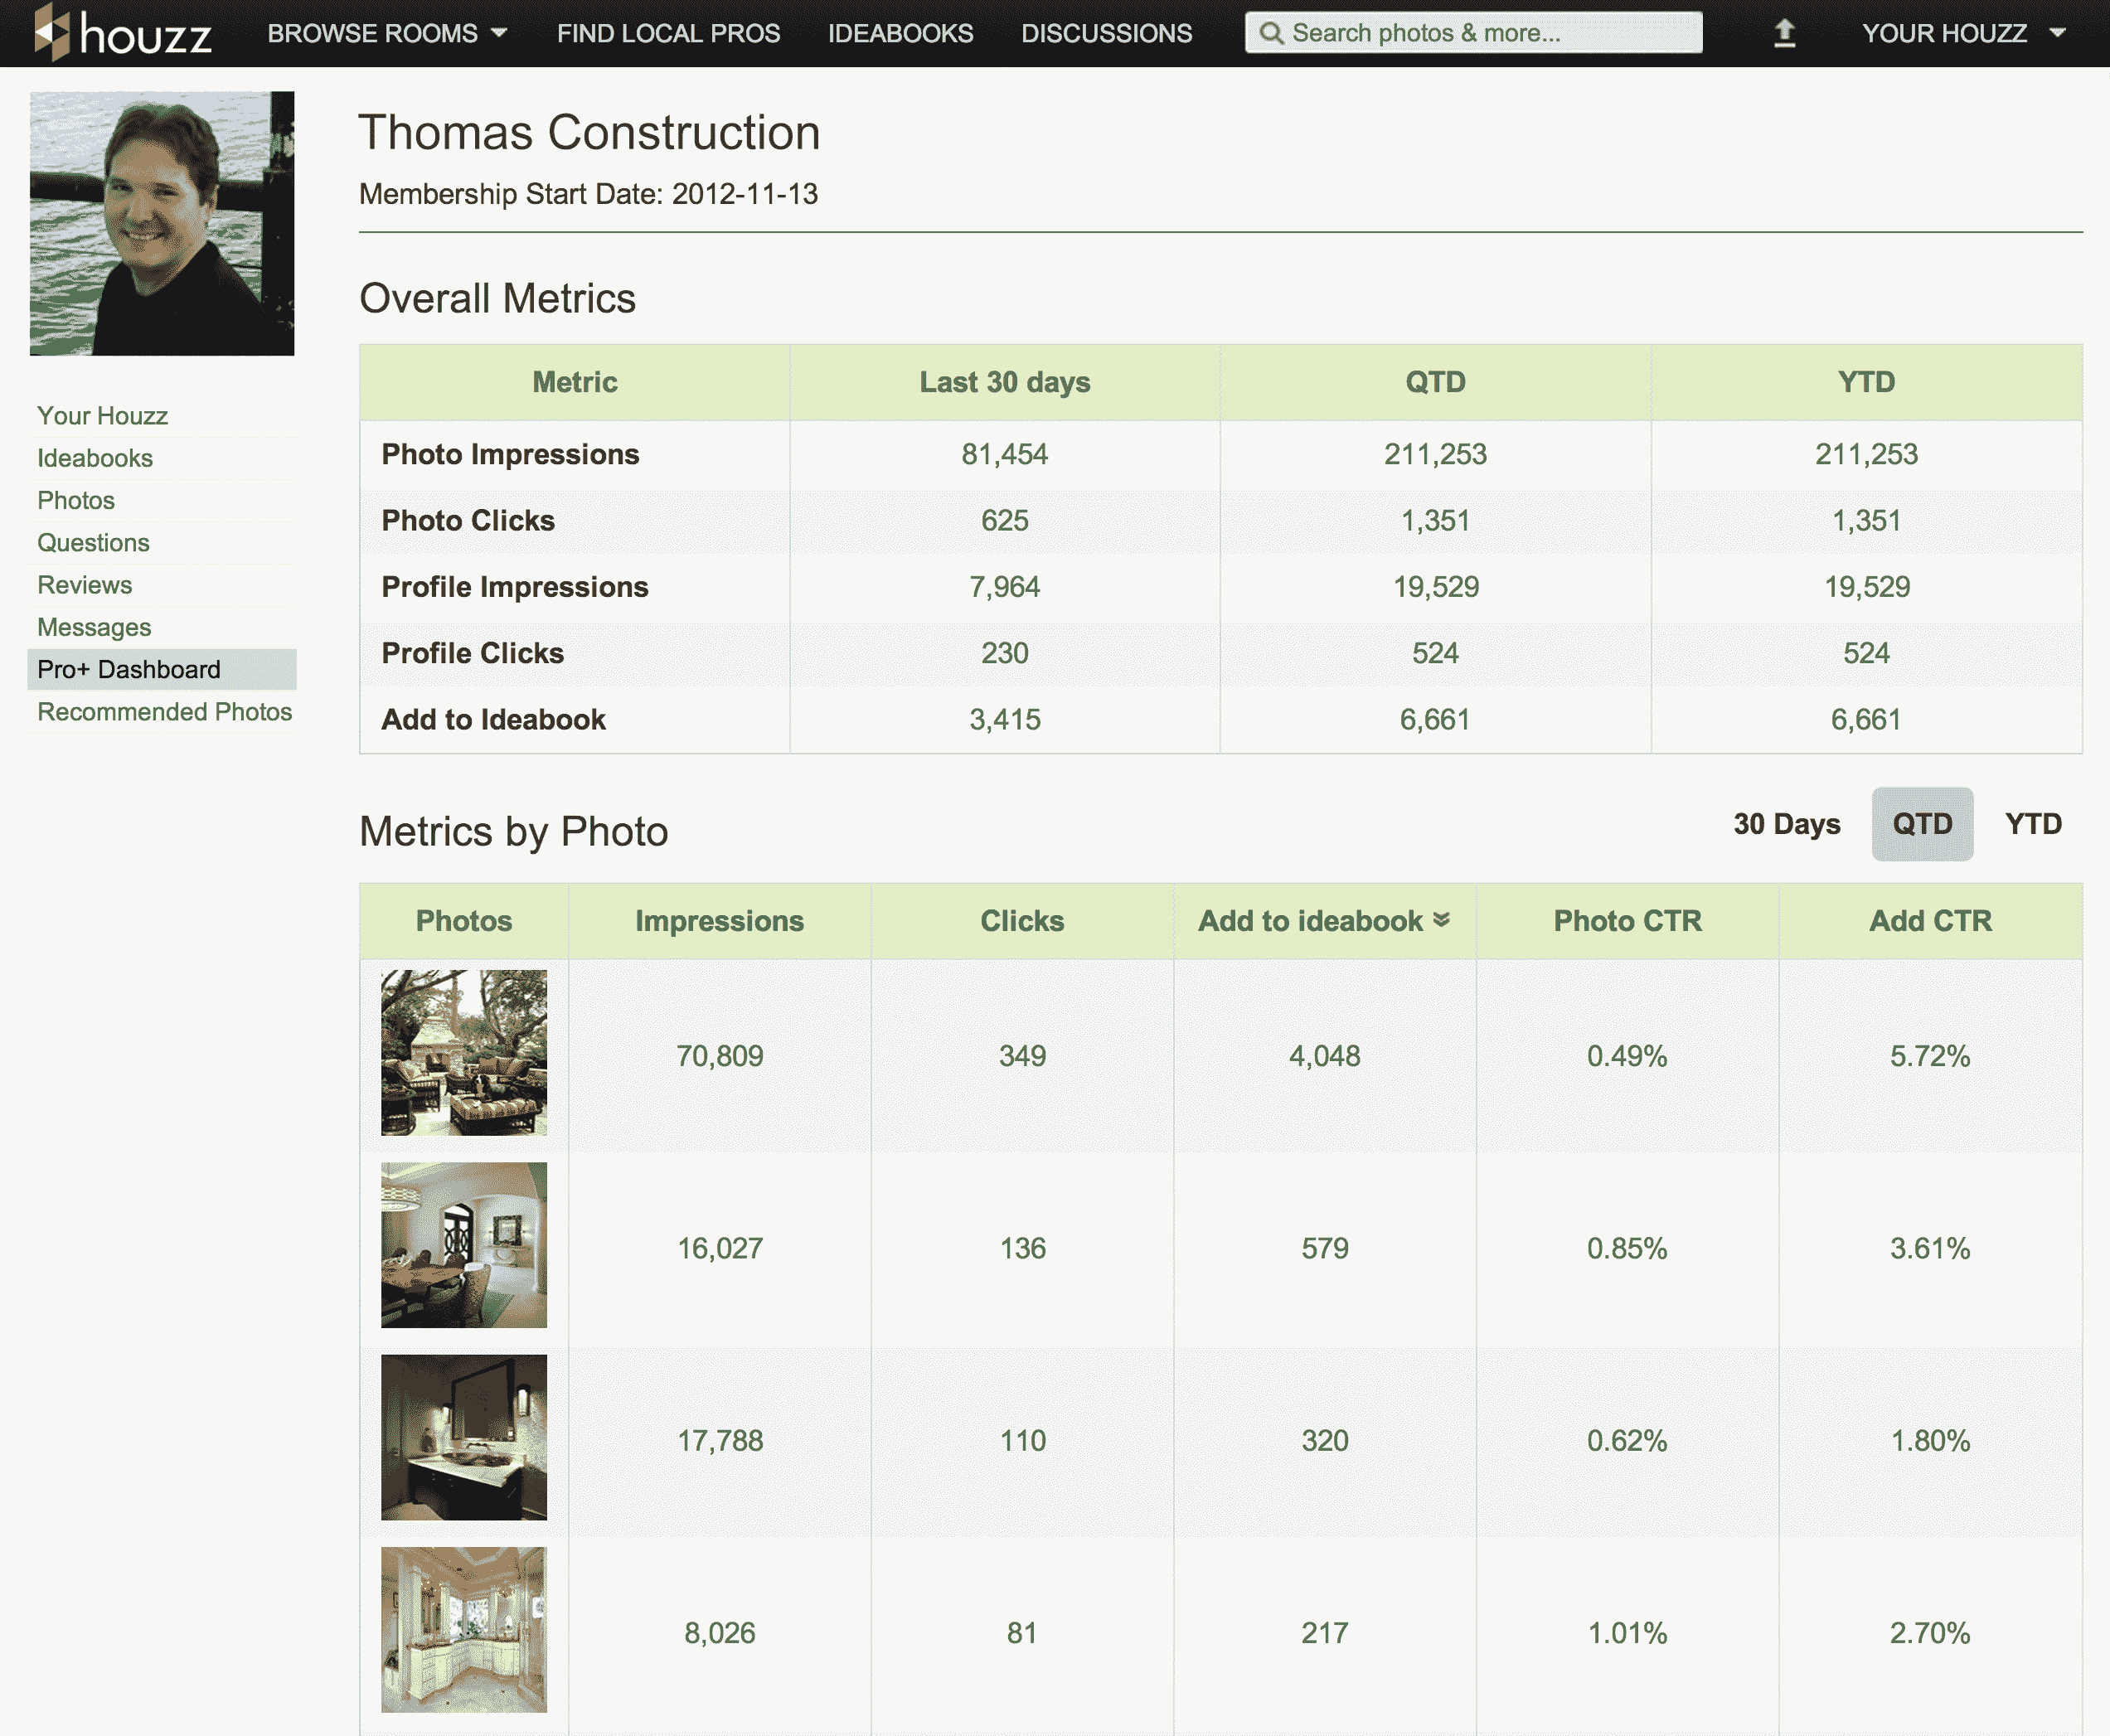 houzz BROWSE ROOMS FIND LOCAL PROS IDEABOOKS DISCUSSIONS Search photos & more... YOUR HOUZZ
Thomas Construction
Membership Start Date: 2012-11-13
Your Houzz
Ideabooks
Photos
Questions
Reviews
Messages
Pro+ Dashboard
Recommended Photos
Overall Metrics
Metric Last 30 days QTD YTD
Photo Impressions 81,454 211,253 211,253
Photo Clicks 625 1,351 1,351
Profile Impressions 7,964 19,529 19,529
Profile Clicks 230 524 524
Add to Ideabook 3,415 6,661 6,661
Metrics by Photo 30 Days QTD YTD
Photos Impressions Clicks Add to ideabook Photo CTR Add CTR
70,809 349 4,048 0.49% 5.72%
16,027 136 579 0.85% 3.61%
17,788 110 320 0.62% 1.80%
8,026 81 217 1.01% 2.70%